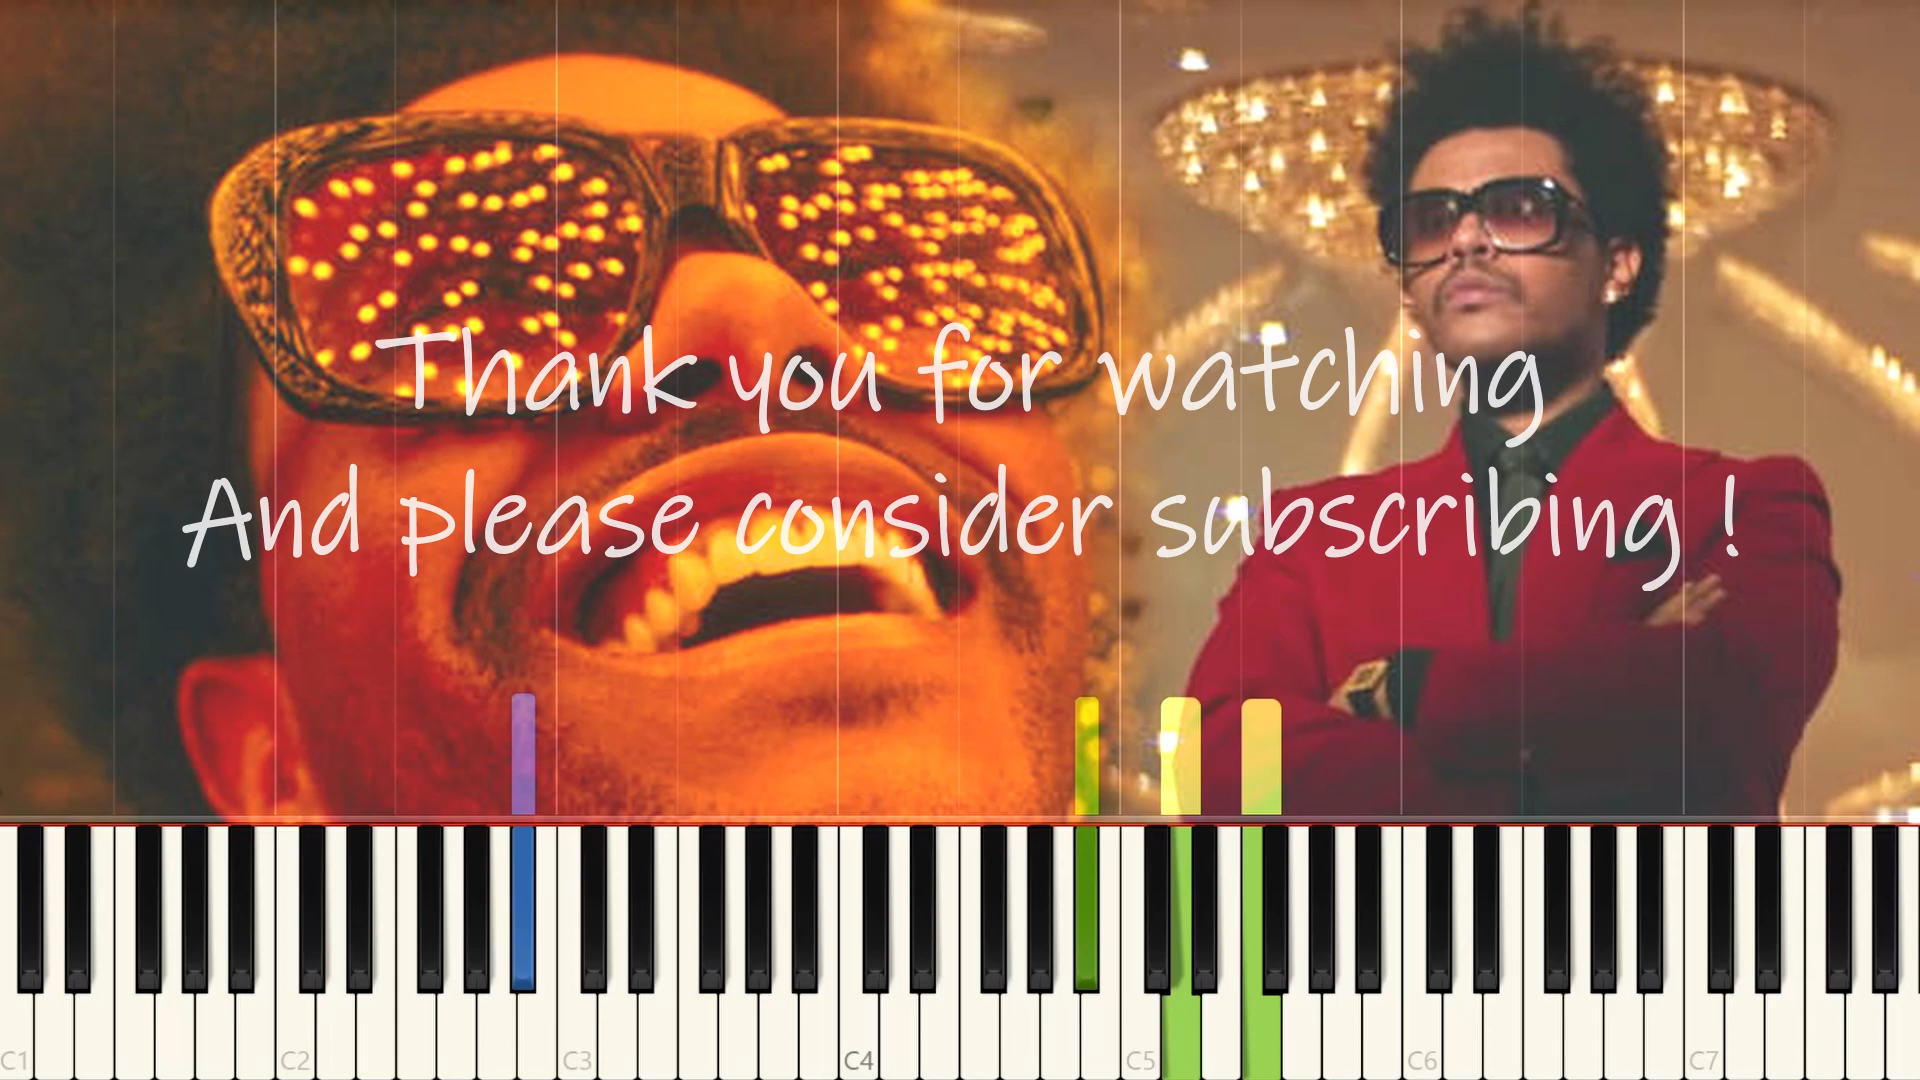 Thank you for watching
And please consider subscribing !
C1 C2 C3 C4 C5 C6 C7